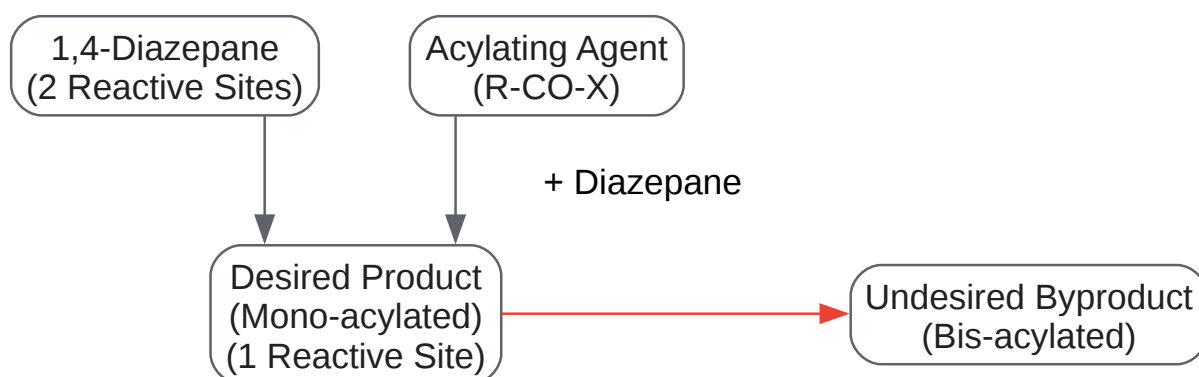 1,4-Diazepane
(2 Reactive Sites)
Acylating Agent
(R-CO-X)
+ Diazepane
Desired Product
(Mono-acylated)
(1 Reactive Site)
Undesired Byproduct
(Bis-acylated)